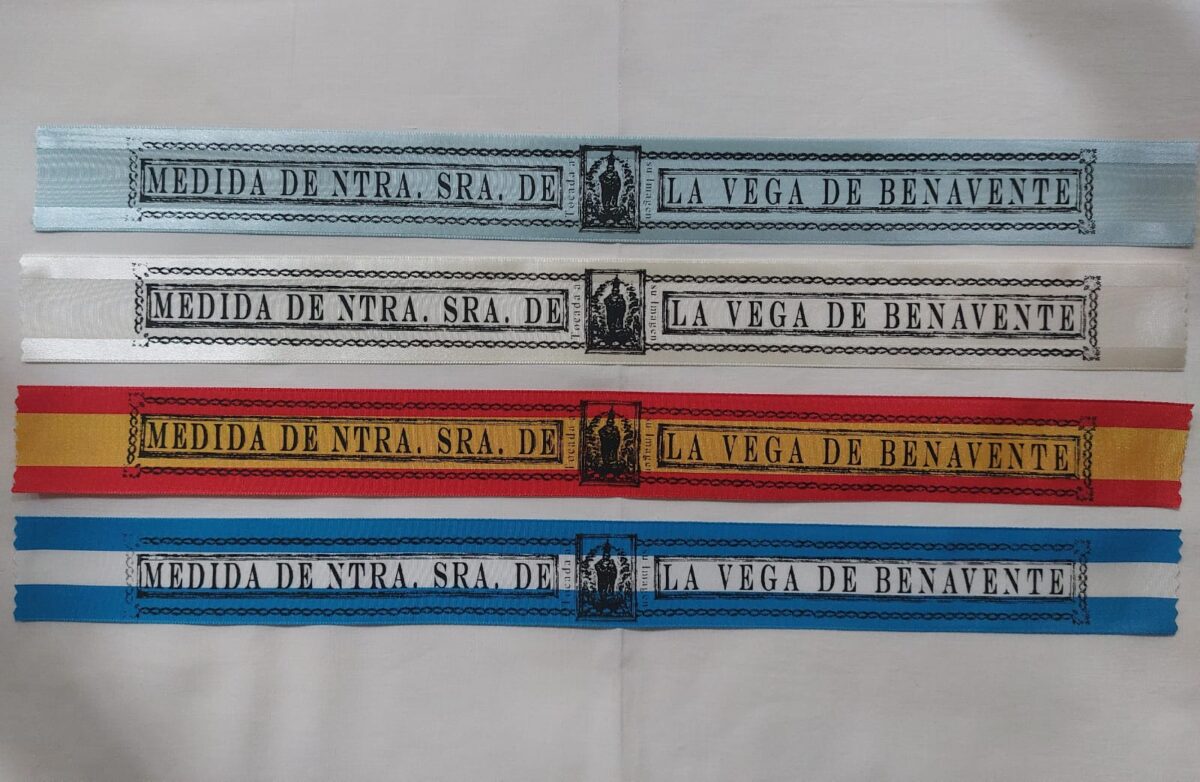 MEDIDA DE NTRA. SRA. DE Tocada a su Imagen LA VEGA DE BENAVENTE
MEDIDA DE NTRA. SRA. DE Tocada a su Imagen LA VEGA DE BENAVENTE
MEDIDA DE NTRA. SRA. DE Tocada a su Imagen LA VEGA DE BENAVENTE
MEDIDA DE NTRA. SRA. DE LA VEGA DE BENAVENTE